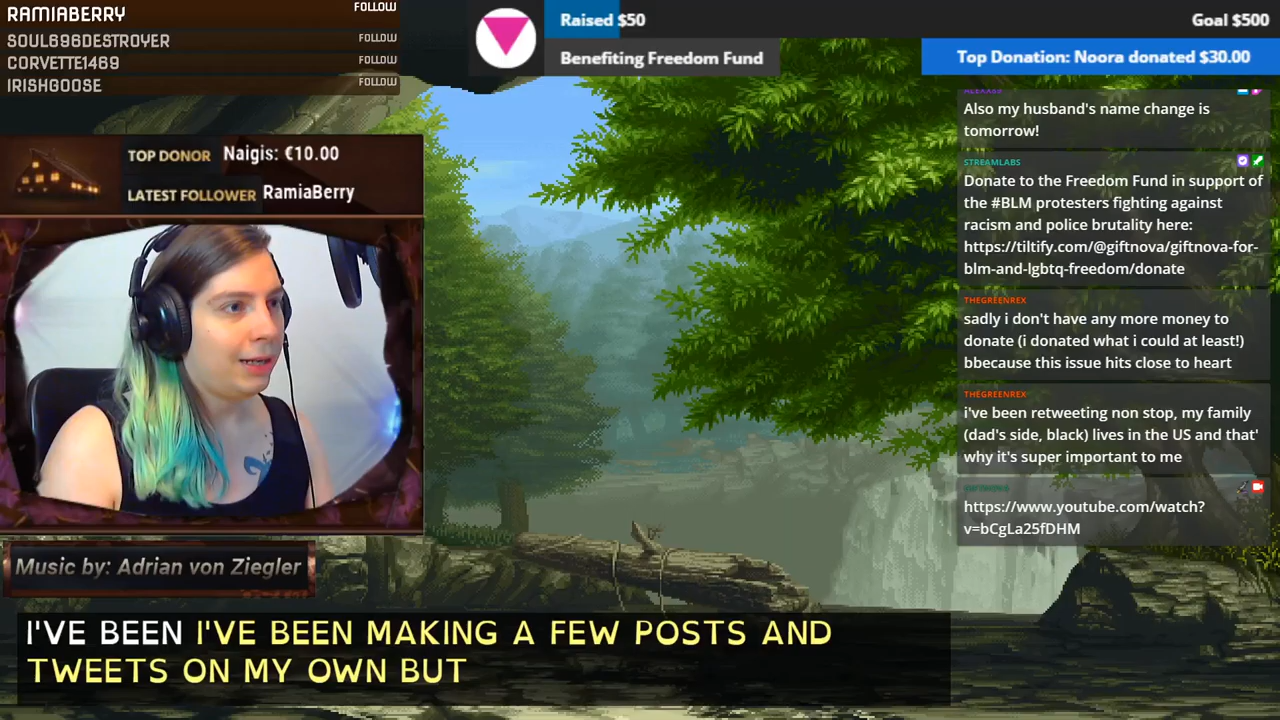 RAMIABERRY FOLLOW
SOUL696DESTROYER FOLLOW
CORVETTE1469 FOLLOW
IRISHGOOSE FOLLOW
Raised $50 Goal $500
Benefiting Freedom Fund
Top Donation: Noora donated $30.00
TOP DONOR Naigis: €10.00
LATEST FOLLOWER RamiaBerry
Also my husband's name change is
tomorrow!
STREAMLABS
Donate to the Freedom Fund in support of
the #BLM protesters fighting against
racism and police brutality here:
https://tiltify.com/@giftnova/giftnova-for-
blm-and-lgbtq-freedom/donate
THEGREENREX
sadly i don't have any more money to
donate (i donated what i could at least!)
bbecause this issue hits close to heart
THEGREENREX
i've been retweeting non stop, my family
(dad's side, black) lives in the US and that'
why it's super important to me
https://www.youtube.com/watch?
v=bCgLa25fDHM
Music by: Adrian von Ziegler
I'VE BEEN I'VE BEEN MAKING A FEW POSTS AND
TWEETS ON MY OWN BUT